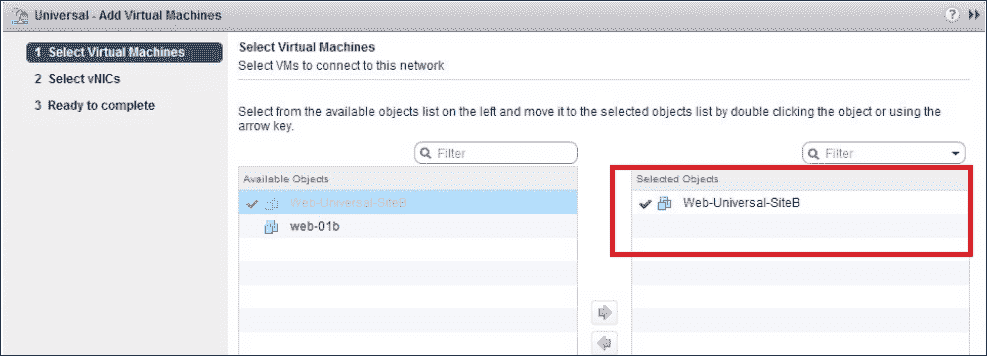 Universal - Add Virtual Machines
?
1 Select Virtual Machines
2 Select vNICs
3 Ready to complete
Select Virtual Machines
Select VMs to connect to this network
Select from the available objects list on the left and move it to the selected objects list by double clicking the object or using the
arrow key.
Filter
Filter
Available Objects
Web-Universal-SiteB
web-01b
Selected Objects
Web-Universal-SiteB